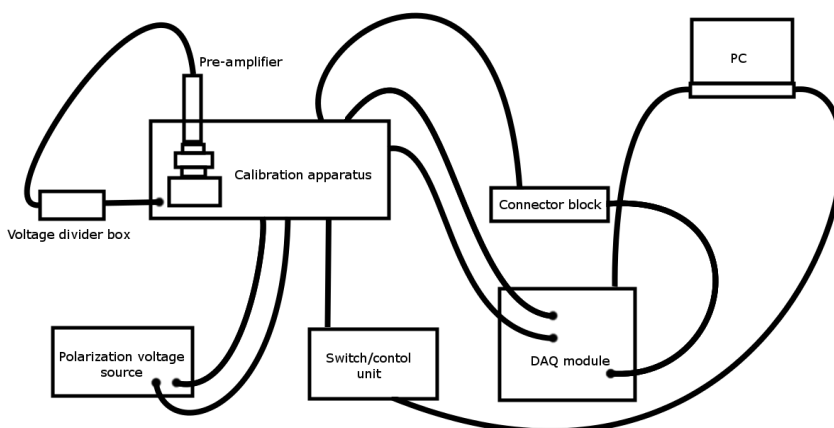 Pre-amplifier
PC
Calibration apparatus
Connector block
Voltage divider box
Polarization voltage
source
Switch/contol
unit
DAQ module